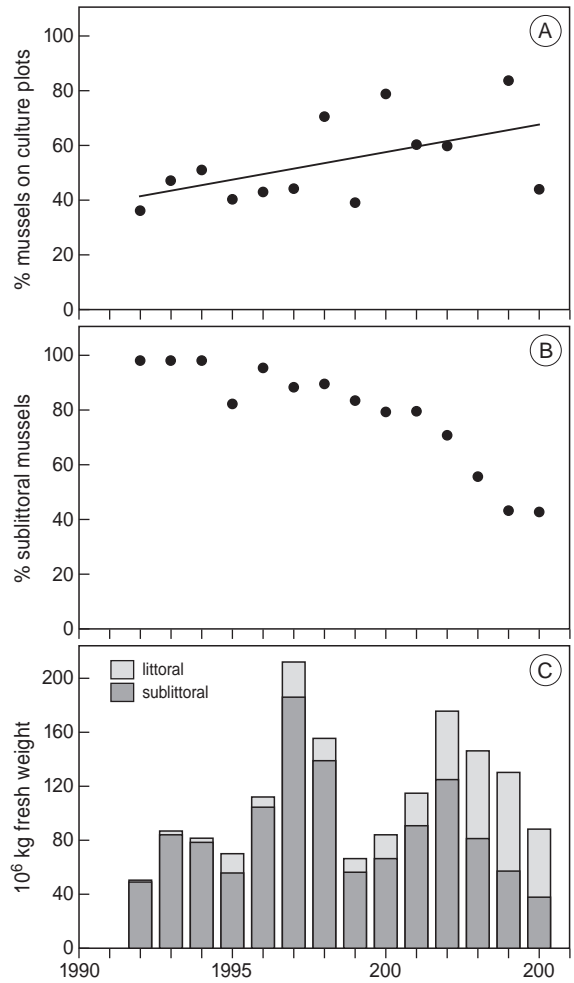 A
100
80
60
40
20
0
% mussels on culture plots
B
100
80
60
40
20
0
% sublittoral mussels
C
littoral
sublittoral
200
160
120
80
40
0
10⁶ kg fresh weight
1990 1995 200 200